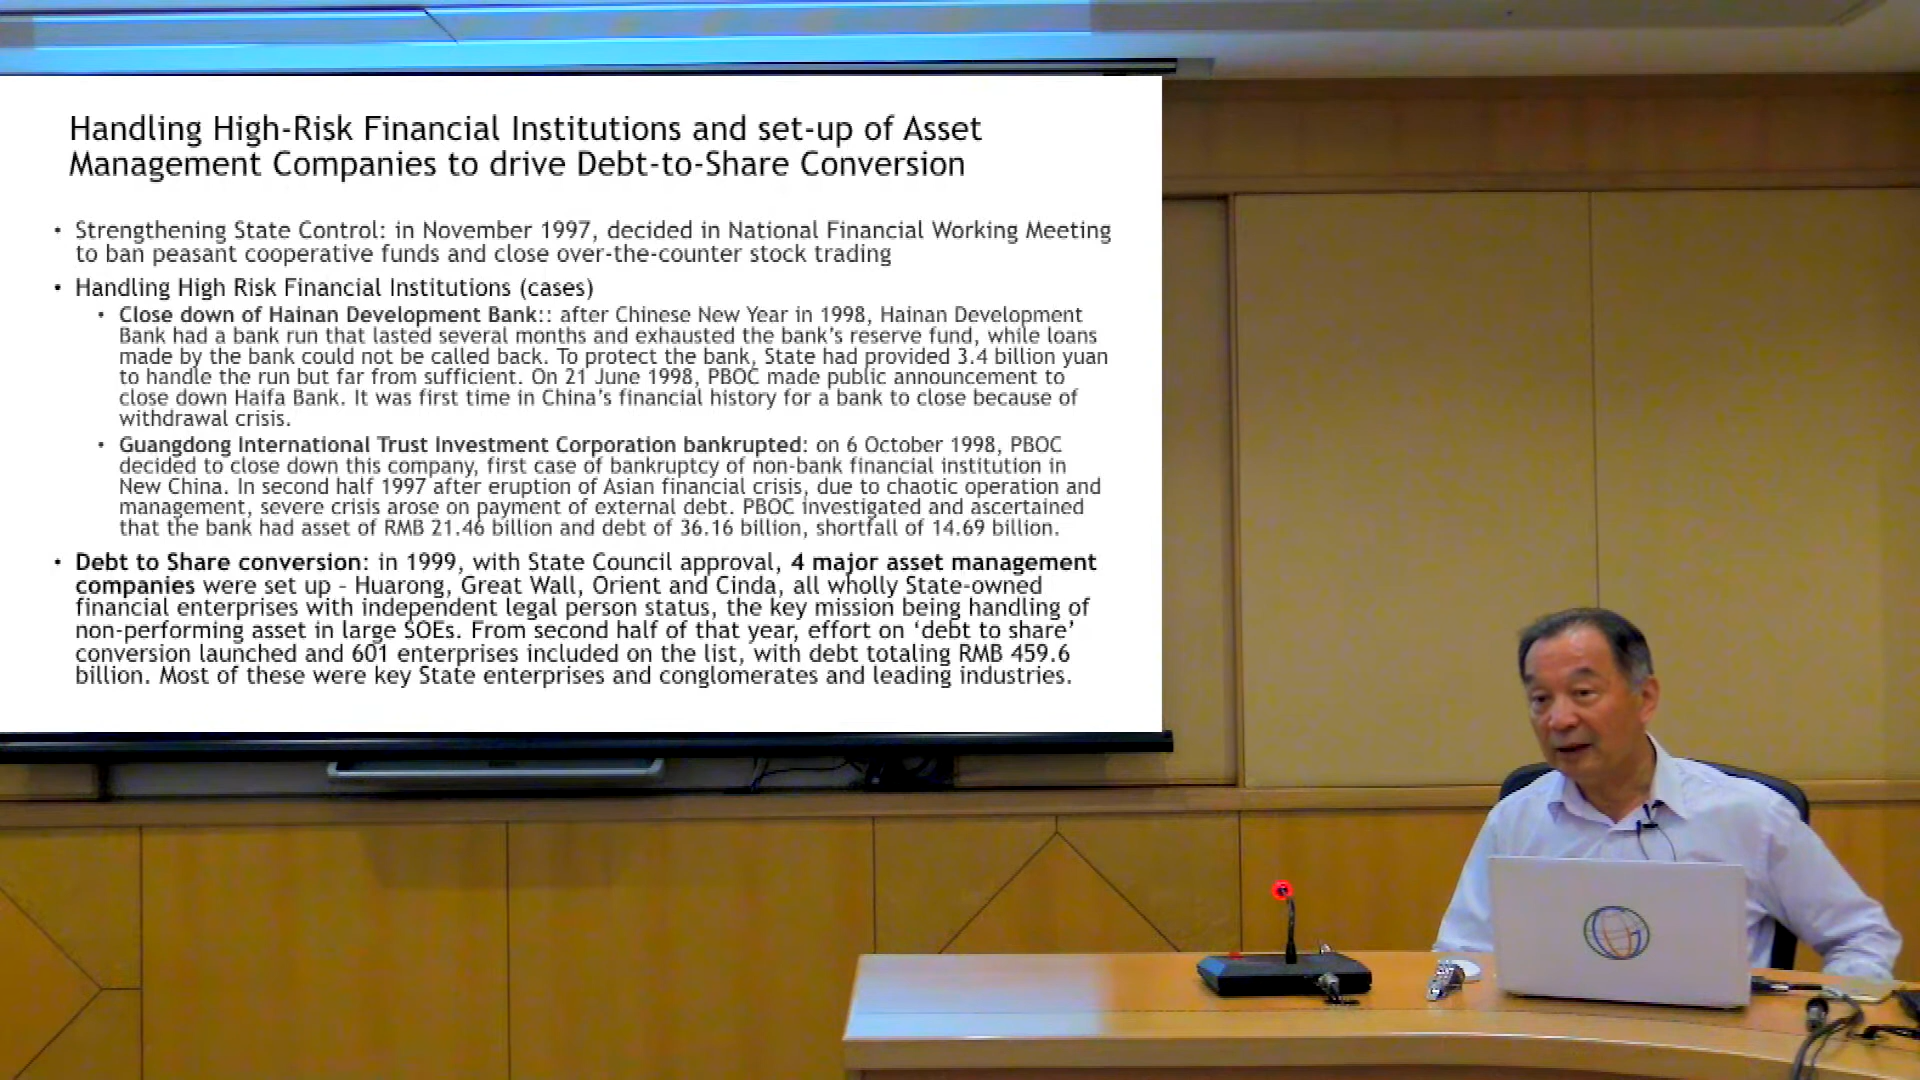 Handling High-Risk Financial Institutions and set-up of Asset
Management Companies to drive Debt-to-Share Conversion
• Strengthening State Control: in November 1997, decided in National Financial Working Meeting
to ban peasant cooperative funds and close over-the-counter stock trading
• Handling High Risk Financial Institutions (cases)
• Close down of Hainan Development Bank:: after Chinese New Year in 1998, Hainan Development
Bank had a bank run that lasted several months and exhausted the bank's reserve fund, while loans
made by the bank could not be called back. To protect the bank, State had provided 3.4 billion yuan
to handle the run but far from sufficient. On 21 June 1998, PBOC made public announcement to
close down Haifa Bank. It was first time in China's financial history for a bank to close because of
withdrawal crisis.
• Guangdong International Trust Investment Corporation bankrupted: on 6 October 1998, PBOC
decided to close down this company, first case of bankruptcy of non-bank financial institution in
New China. In second half 1997 after eruption of Asian financial crisis, due to chaotic operation and
management, severe crisis arose on payment of external debt. PBOC investigated and ascertained
that the bank had asset of RMB 21.46 billion and debt of 36.16 billion, shortfall of 14.69 billion.
• Debt to Share conversion: in 1999, with State Council approval, 4 major asset management
companies were set up – Huarong, Great Wall, Orient and Cinda, all wholly State-owned
financial enterprises with independent legal person status, the key mission being handling of
non-performing asset in large SOEs. From second half of that year, effort on ‘debt to share’
conversion launched and 601 enterprises included on the list, with debt totaling RMB 459.6
billion. Most of these were key State enterprises and conglomerates and leading industries.